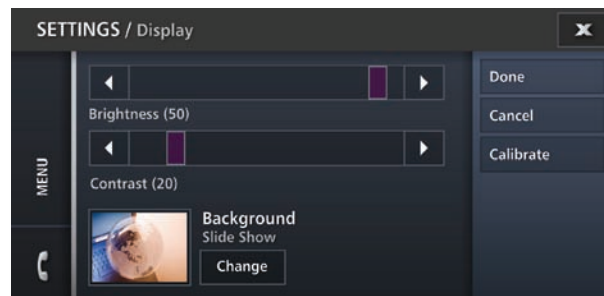 SETTINGS / Display
Done
Brightness (50)
Cancel
Calibrate
Contrast (20)
MENU
Background
Slide Show
Change